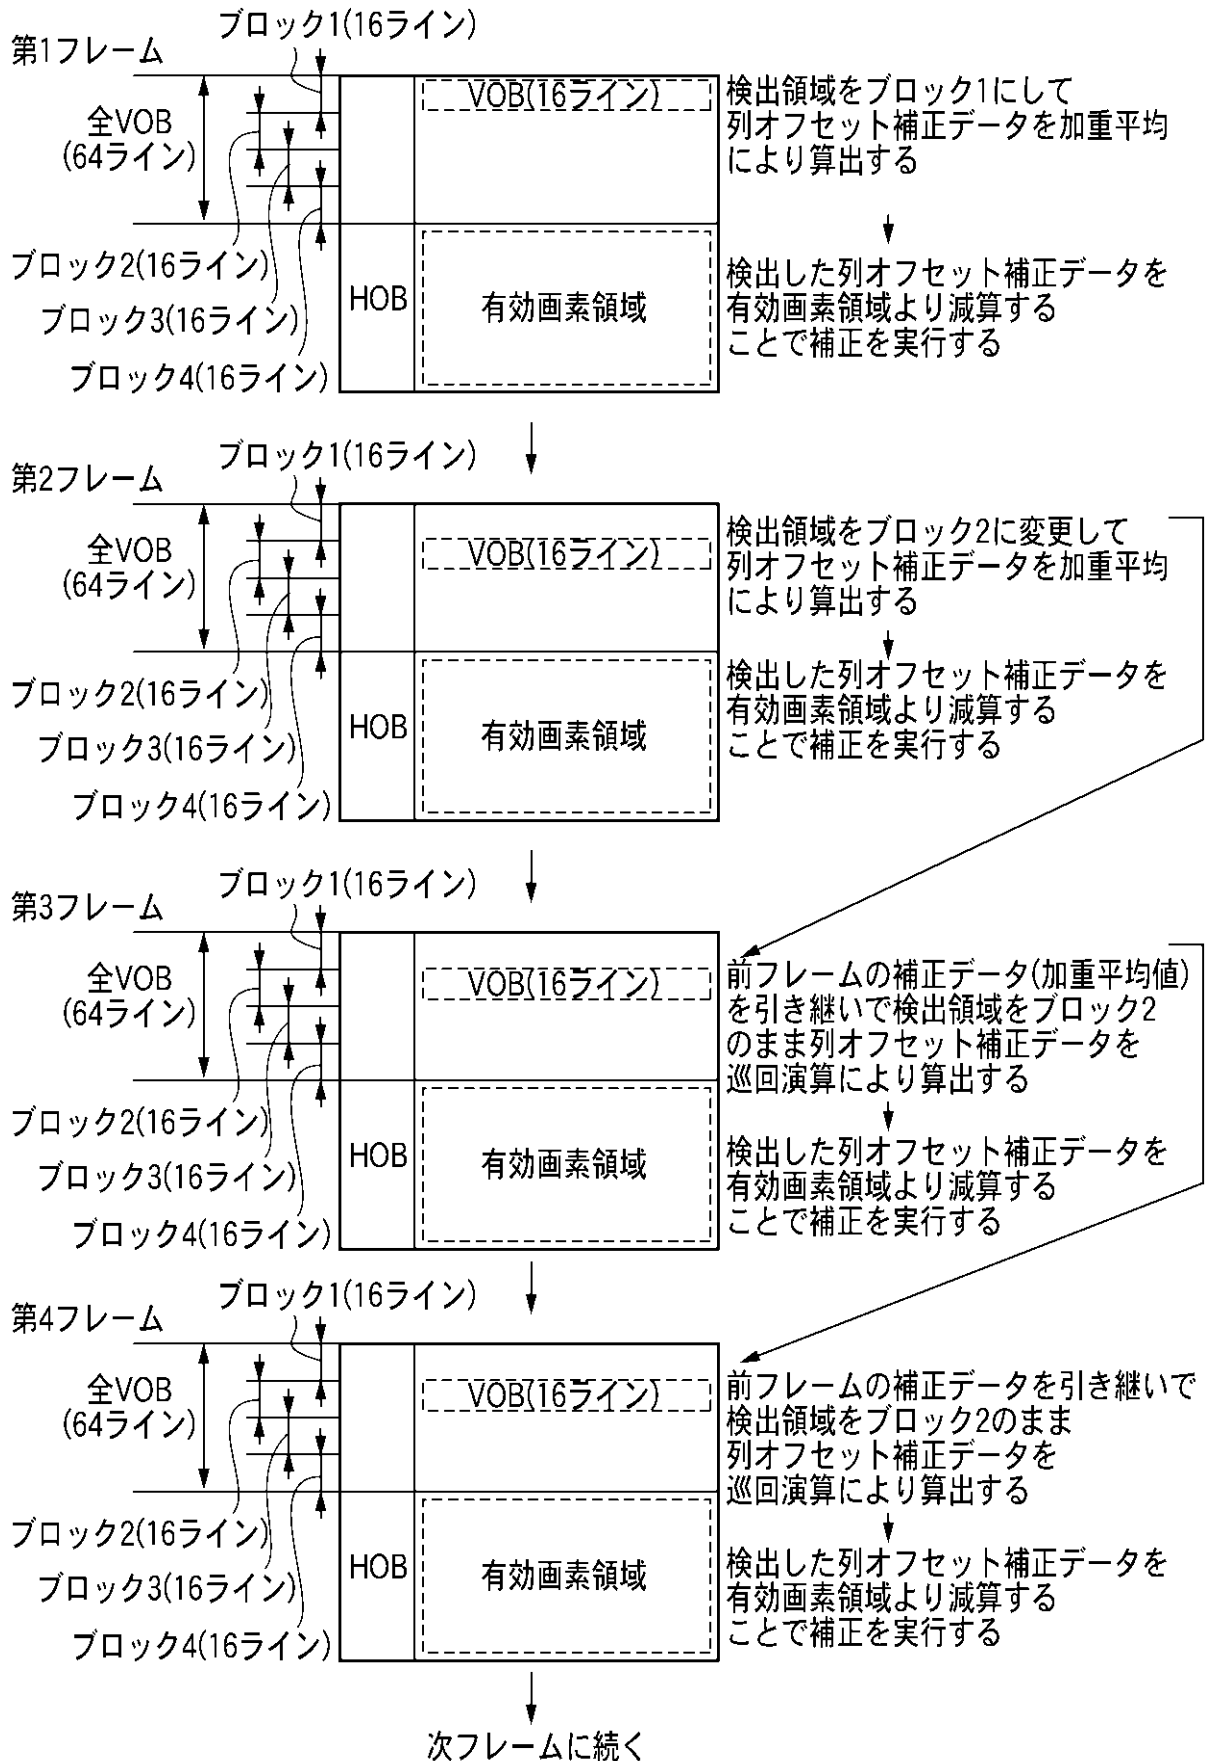 ブロック1(16ライン)
第1フレーム
全VOB
(64ライン)
VOB(16ライン)
検出領域をブロック1にして
列オフセット補正データを加重平均
により算出する
ブロック2(16ライン)
ブロック3(16ライン)
ブロック4(16ライン)
HOB
有効画素領域
検出した列オフセット補正データを
有効画素領域より減算する
ことで補正を実行する
ブロック1(16ライン)
第2フレーム
全VOB
(64ライン)
VOB(16ライン)
検出領域をブロック2に変更して
列オフセット補正データを加重平均
により算出する
ブロック2(16ライン)
ブロック3(16ライン)
ブロック4(16ライン)
HOB
有効画素領域
検出した列オフセット補正データを
有効画素領域より減算する
ことで補正を実行する
ブロック1(16ライン)
第3フレーム
全VOB
(64ライン)
VOB(16ライン)
前フレームの補正データ(加重平均値)
を引き継いで検出領域をブロック2
のまま列オフセット補正データを
巡回演算により算出する
ブロック2(16ライン)
ブロック3(16ライン)
ブロック4(16ライン)
HOB
有効画素領域
検出した列オフセット補正データを
有効画素領域より減算する
ことで補正を実行する
ブロック1(16ライン)
第4フレーム
全VOB
(64ライン)
VOB(16ライン)
前フレームの補正データを引き継いで
検出領域をブロック2のまま
列オフセット補正データを
巡回演算により算出する
ブロック2(16ライン)
ブロック3(16ライン)
ブロック4(16ライン)
HOB
有効画素領域
検出した列オフセット補正データを
有効画素領域より減算する
ことで補正を実行する
次フレームに続く